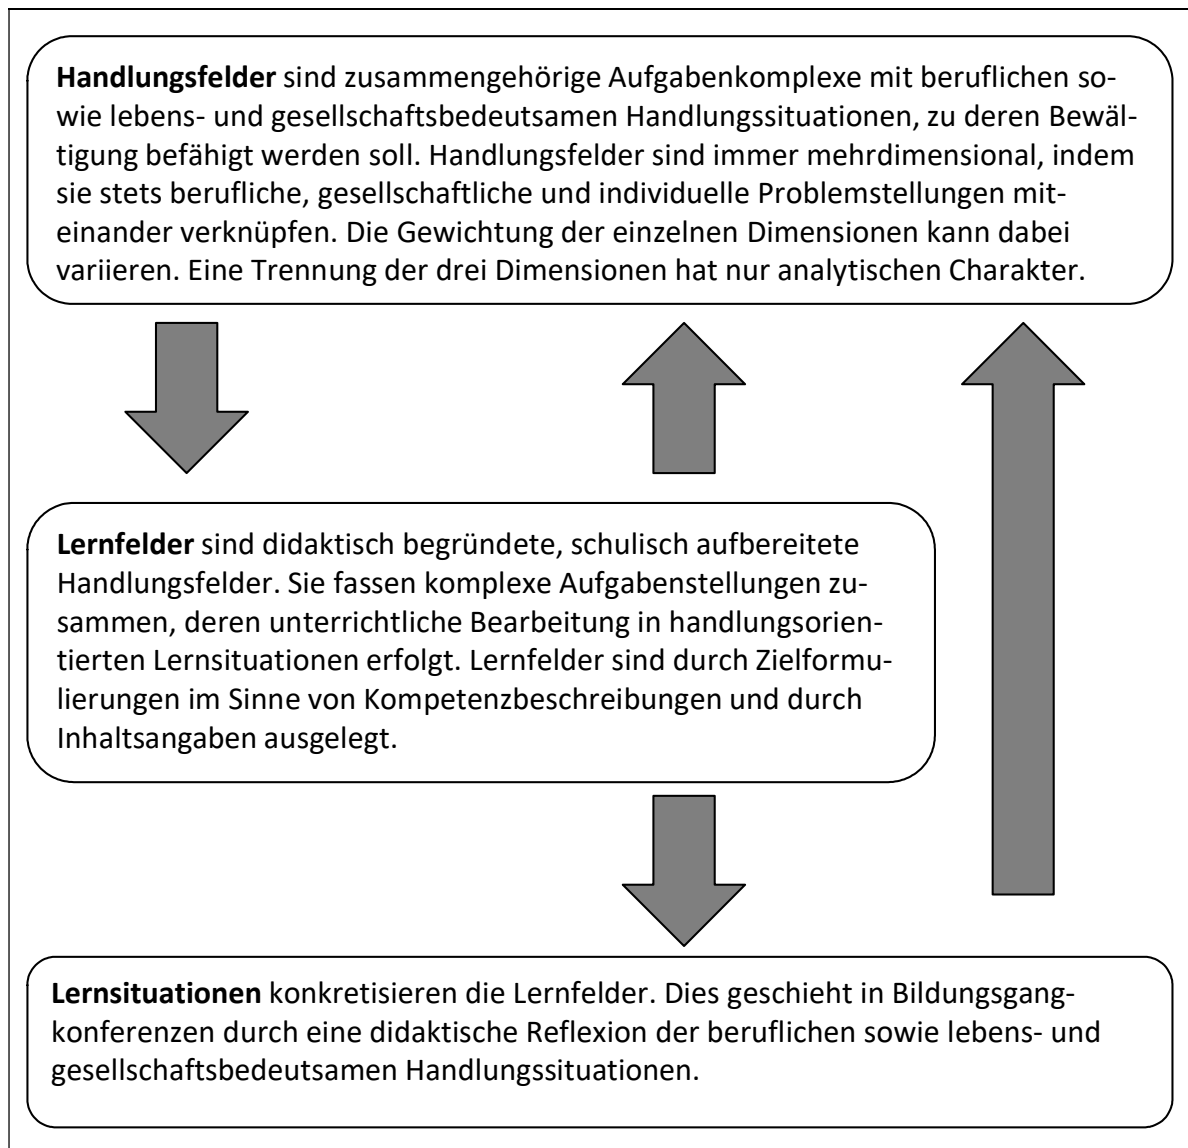 Handlungsfelder sind zusammengehörige Aufgabenkomplexe mit beruflichen so-
wie lebens- und gesellschaftsbedeutsamen Handlungssituationen, zu deren Bewäl-
tigung befähigt werden soll. Handlungsfelder sind immer mehrdimensional, indem
sie stets berufliche, gesellschaftliche und individuelle Problemstellungen mit-
einander verknüpfen. Die Gewichtung der einzelnen Dimensionen kann dabei
variieren. Eine Trennung der drei Dimensionen hat nur analytischen Charakter.
Lernfelder sind didaktisch begründete, schulisch aufbereitete
Handlungsfelder. Sie fassen komplexe Aufgabenstellungen zu-
sammen, deren unterrichtliche Bearbeitung in handlungsorien-
tierten Lernsituationen erfolgt. Lernfelder sind durch Zielformu-
lierungen im Sinne von Kompetenzbeschreibungen und durch
Inhaltsangaben ausgelegt.
Lernsituationen konkretisieren die Lernfelder. Dies geschieht in Bildungsgang-
konferenzen durch eine didaktische Reflexion der beruflichen sowie lebens- und
gesellschaftsbedeutsamen Handlungssituationen.